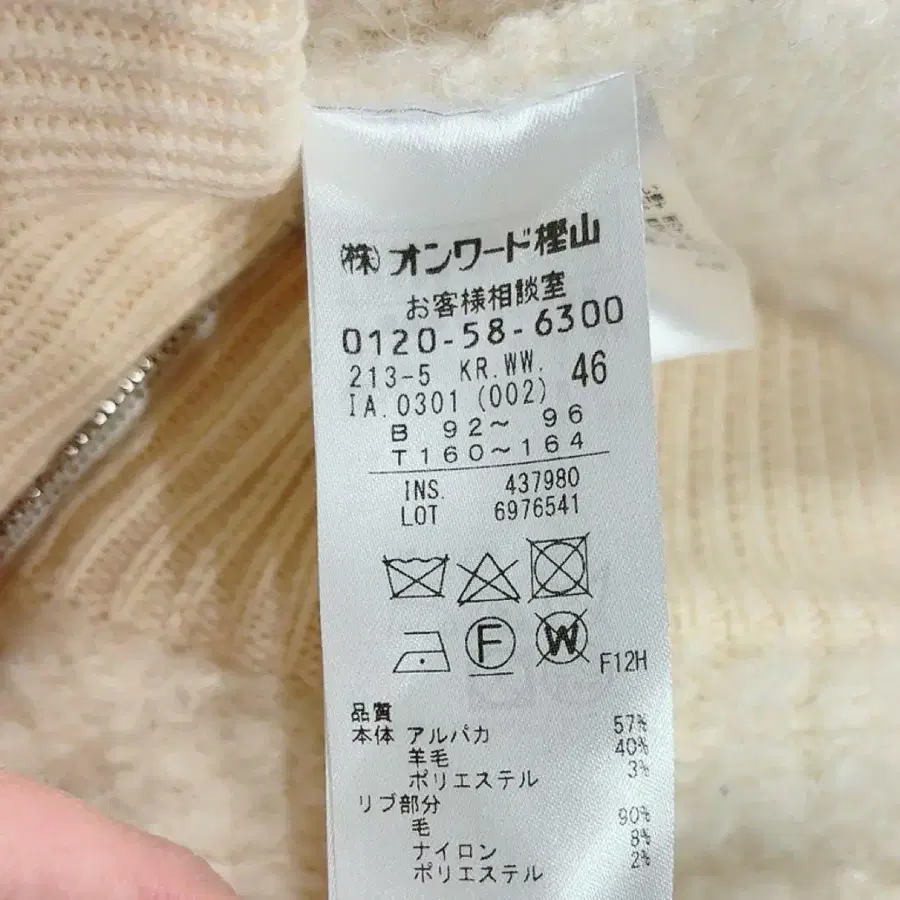 (株)オンワード樫山
お客様相談室
0120-58-6300
213-5 KR.WW. 46
IA.0301 (002)
B 92〜 96
T160〜164
INS. 437980
LOT 6976541
F
W
F12H
品質
本体 アルパカ 57%
羊毛 40%
ポリエステル 3%
リブ部分
毛 90%
ナイロン 8%
ポリエステル 2%